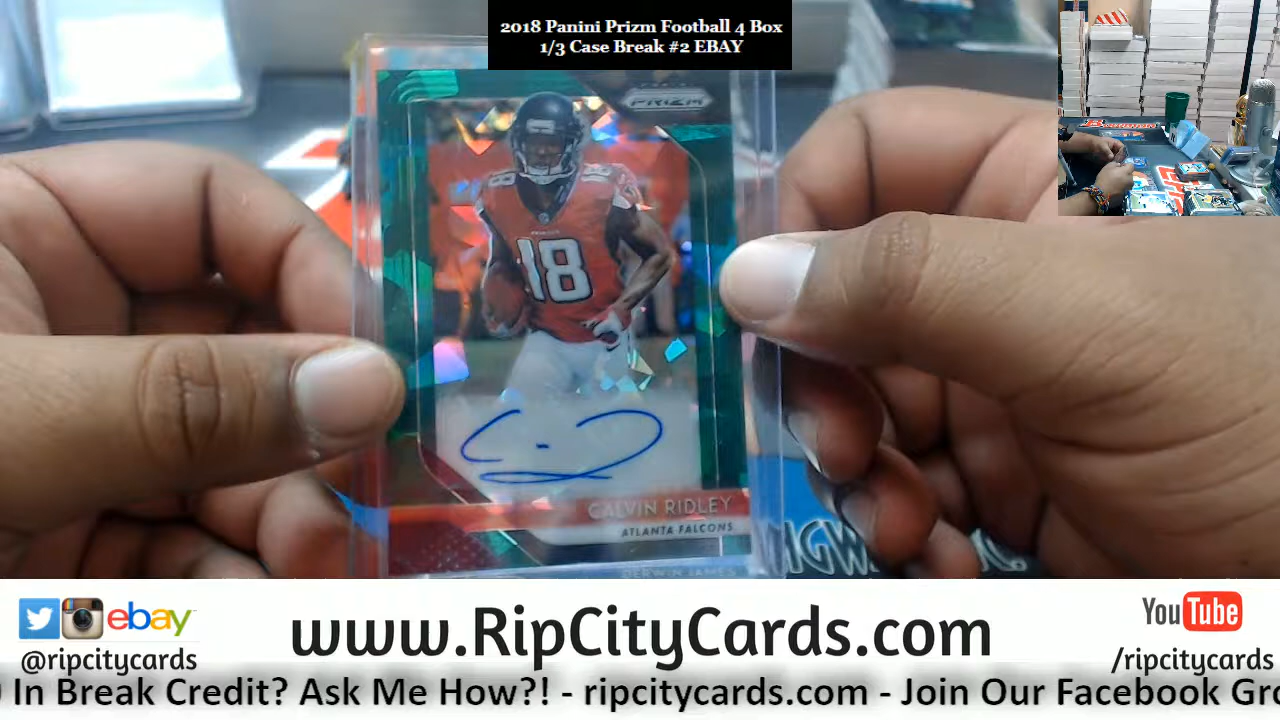 2018 Panini Prizm Football 4 Box
1/3 Case Break #2 EBAY
PRIZM
18
18
CALVIN RIDLEY
ATLANTA FALCONS
DERWIN JAMES
ebay
@ripcitycards
www.RipCityCards.com
YouTube
/ripcitycards
In Break Credit? Ask Me How?! - ripcitycards.com - Join Our Facebook Gro